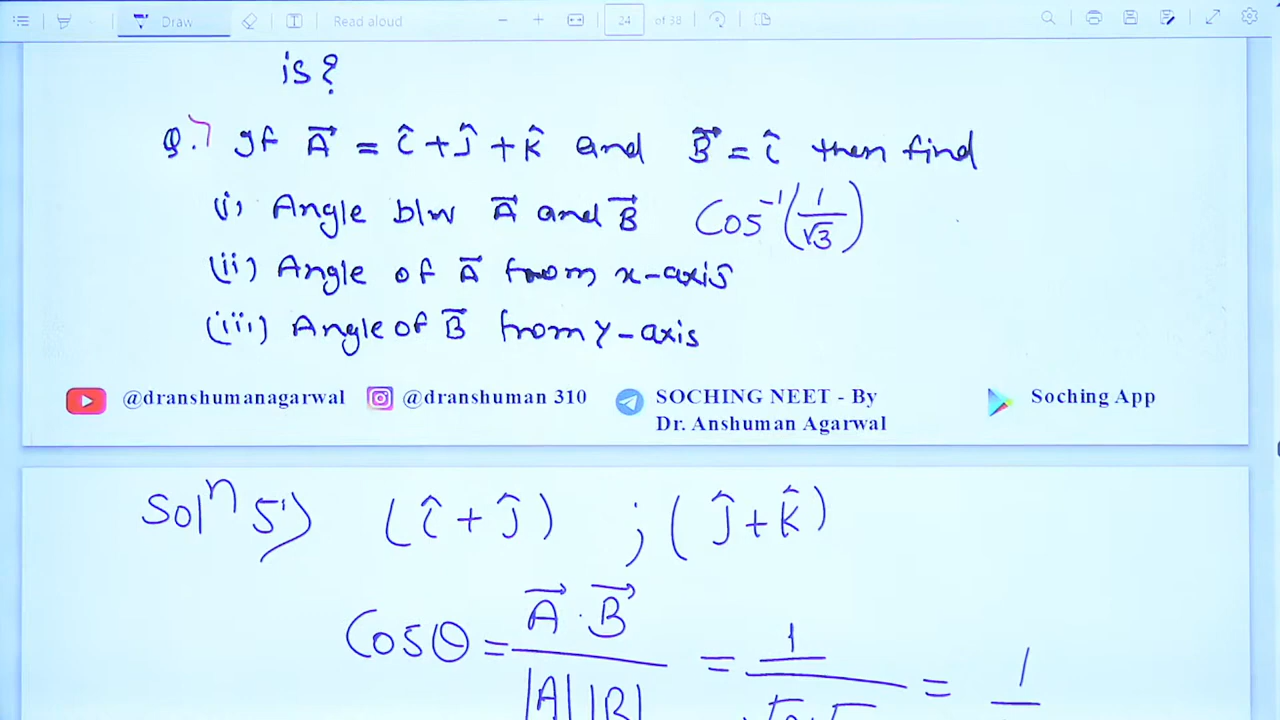 Draw
Read aloud
24 of 38
is?
Q.7 If A⃗ = î + ĵ + k̂ and B⃗ = î then find
(i) Angle b/w A⃗ and B⃗ Cos⁻¹(1/√3)
(ii) Angle of A⃗ from x-axis
(iii) Angle of B⃗ from Y-axis
@dranshumanagarwal @dranshuman 310 SOCHING NEET - By Soching App
Dr. Anshuman Agarwal
Solⁿ 5) (î + ĵ) ; (ĵ + k̂)
Cosθ = A⃗ · B⃗ / |A| |B| = 1 / = 1